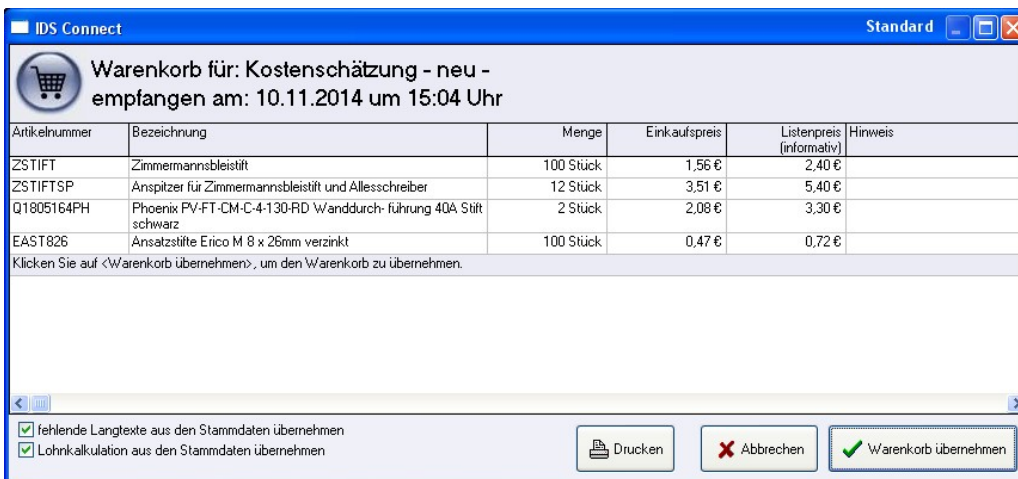 IDS Connect Standard
Warenkorb für: Kostenschätzung - neu -
empfangen am: 10.11.2014 um 15:04 Uhr
Artikelnummer Bezeichnung Menge Einkaufspreis Listenpreis (informativ) Hinweis
ZSTIFT Zimmermannsbleistift 100 Stück 1,56 € 2,40 €
ZSTIFTSP Anspitzer für Zimmermannsbleistift und Allesschreiber 12 Stück 3,51 € 5,40 €
Q1805164PH Phoenix PV-FT-CM-C-4-130-RD Wanddurch- führung 40A Stift 2 Stück 2,08 € 3,30 €
schwarz
EAST826 Ansatzstifte Erico M 8 x 26mm verzinkt 100 Stück 0,47 € 0,72 €
Klicken Sie auf <Warenkorb übernehmen>, um den Warenkorb zu übernehmen.
fehlende Langtexte aus den Stammdaten übernehmen
Lohnkalkulation aus den Stammdaten übernehmen
Drucken Abbrechen Warenkorb übernehmen